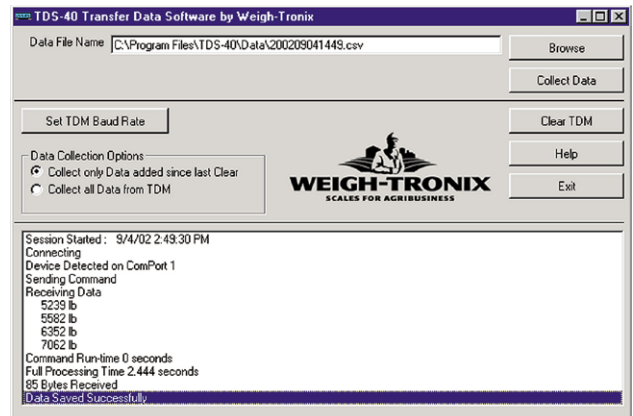 TDS-40 Transfer Data Software by Weigh-Tronix
Data File Name C:\Program Files\TDS-40\Data\200209041449.csv
Browse
Collect Data
Set TDM Baud Rate
Clear TDM
Data Collection Options
Collect only Data added since last Clear
Collect all Data from TDM
WEIGH-TRONIX
SCALES FOR AGRIBUSINESS
Help
Exit
Session Started : 9/4/02 2:49:30 PM
Connecting
Device Detected on ComPort 1
Sending Command
Receiving Data
5239 lb
5582 lb
6352 lb
7062 lb
Command Run-time 0 seconds
Full Processing Time 2.444 seconds
85 Bytes Received
Data Saved Successfully